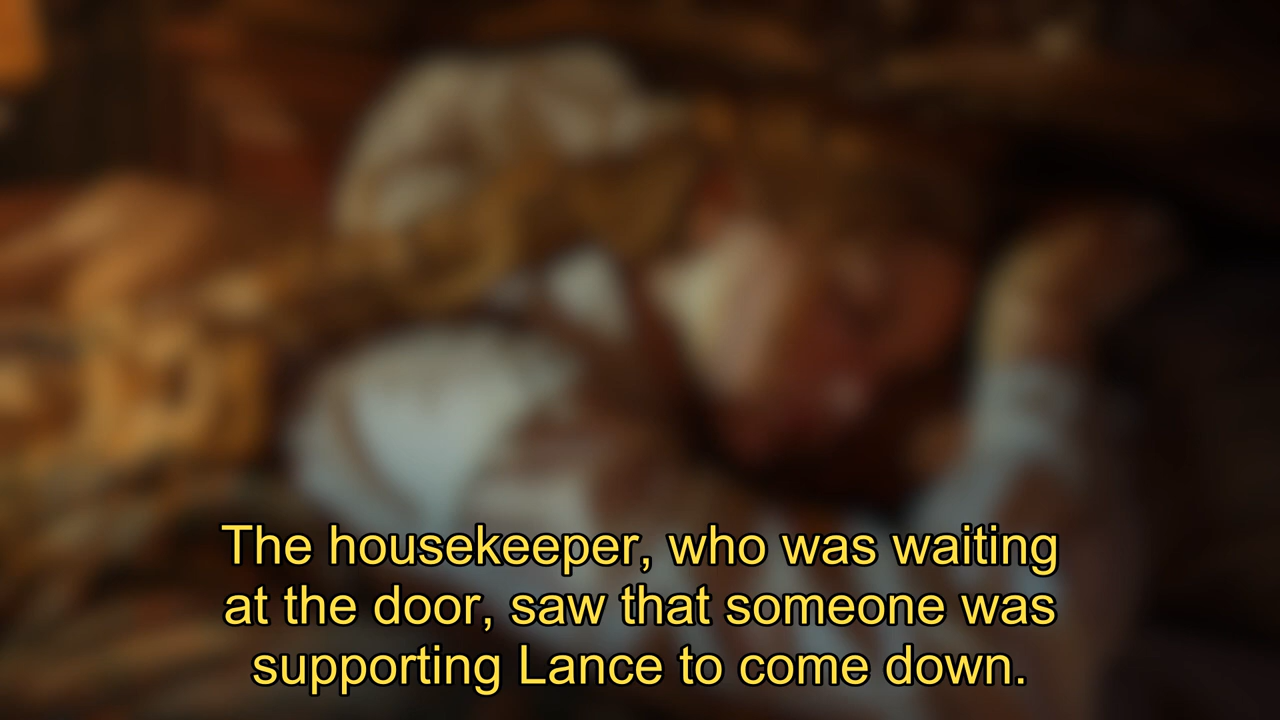 The housekeeper, who was waiting
at the door, saw that someone was
supporting Lance to come down.